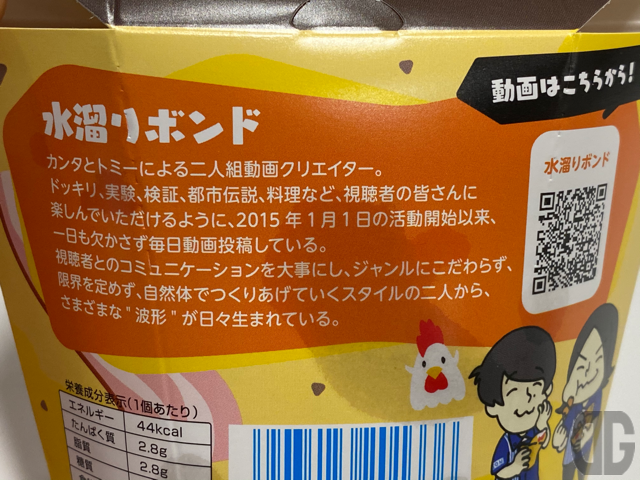 動画はこちらから!
水溜りボンド
カンタとトミーによる二人組動画クリエイター。
ドッキリ、実験、検証、都市伝説、料理など、視聴者の皆さんに
楽しんでいただけるように、2015年1月1日の活動開始以来、
一日も欠かさず毎日動画投稿している。
視聴者とのコミュニケーションを大事にし、ジャンルにこだわらず、
限界を定めず、自然体でつくりあげていくスタイルの二人から、
さまざまな"波形"が日々生まれている。
水溜りボンド
栄養成分表示(1個あたり)
エネルギー 44kcal
たんぱく質 2.8g
脂質 2.8g
糖質
DG